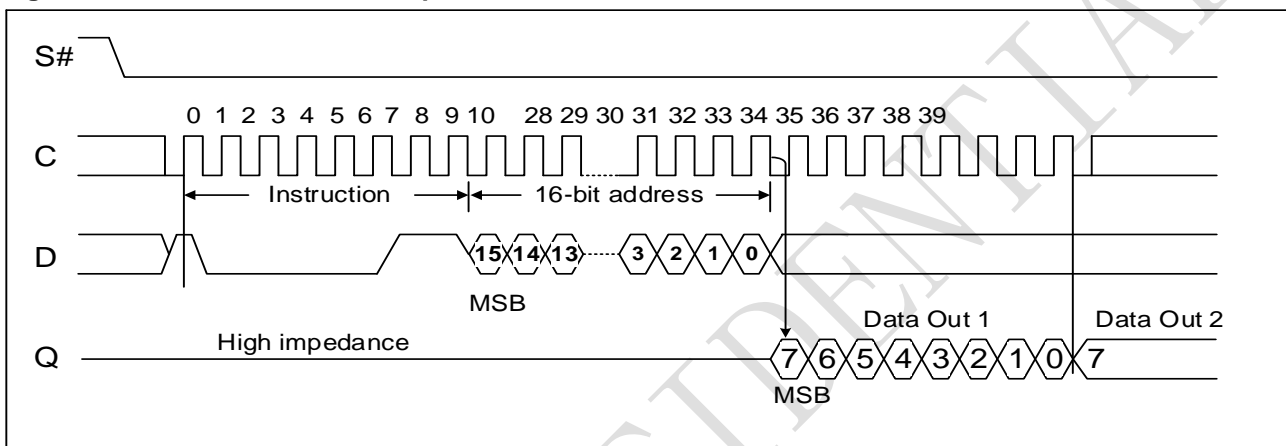 S#
0 1 2 3 4 5 6 7 8 9 10 28 29 30 31 32 33 34 35 36 37 38 39
C
Instruction
16-bit address
D
15 14 13 3 2 1 0
MSB
Data Out 1
Data Out 2
High impedance
Q
7 6 5 4 3 2 1 0 7
MSB